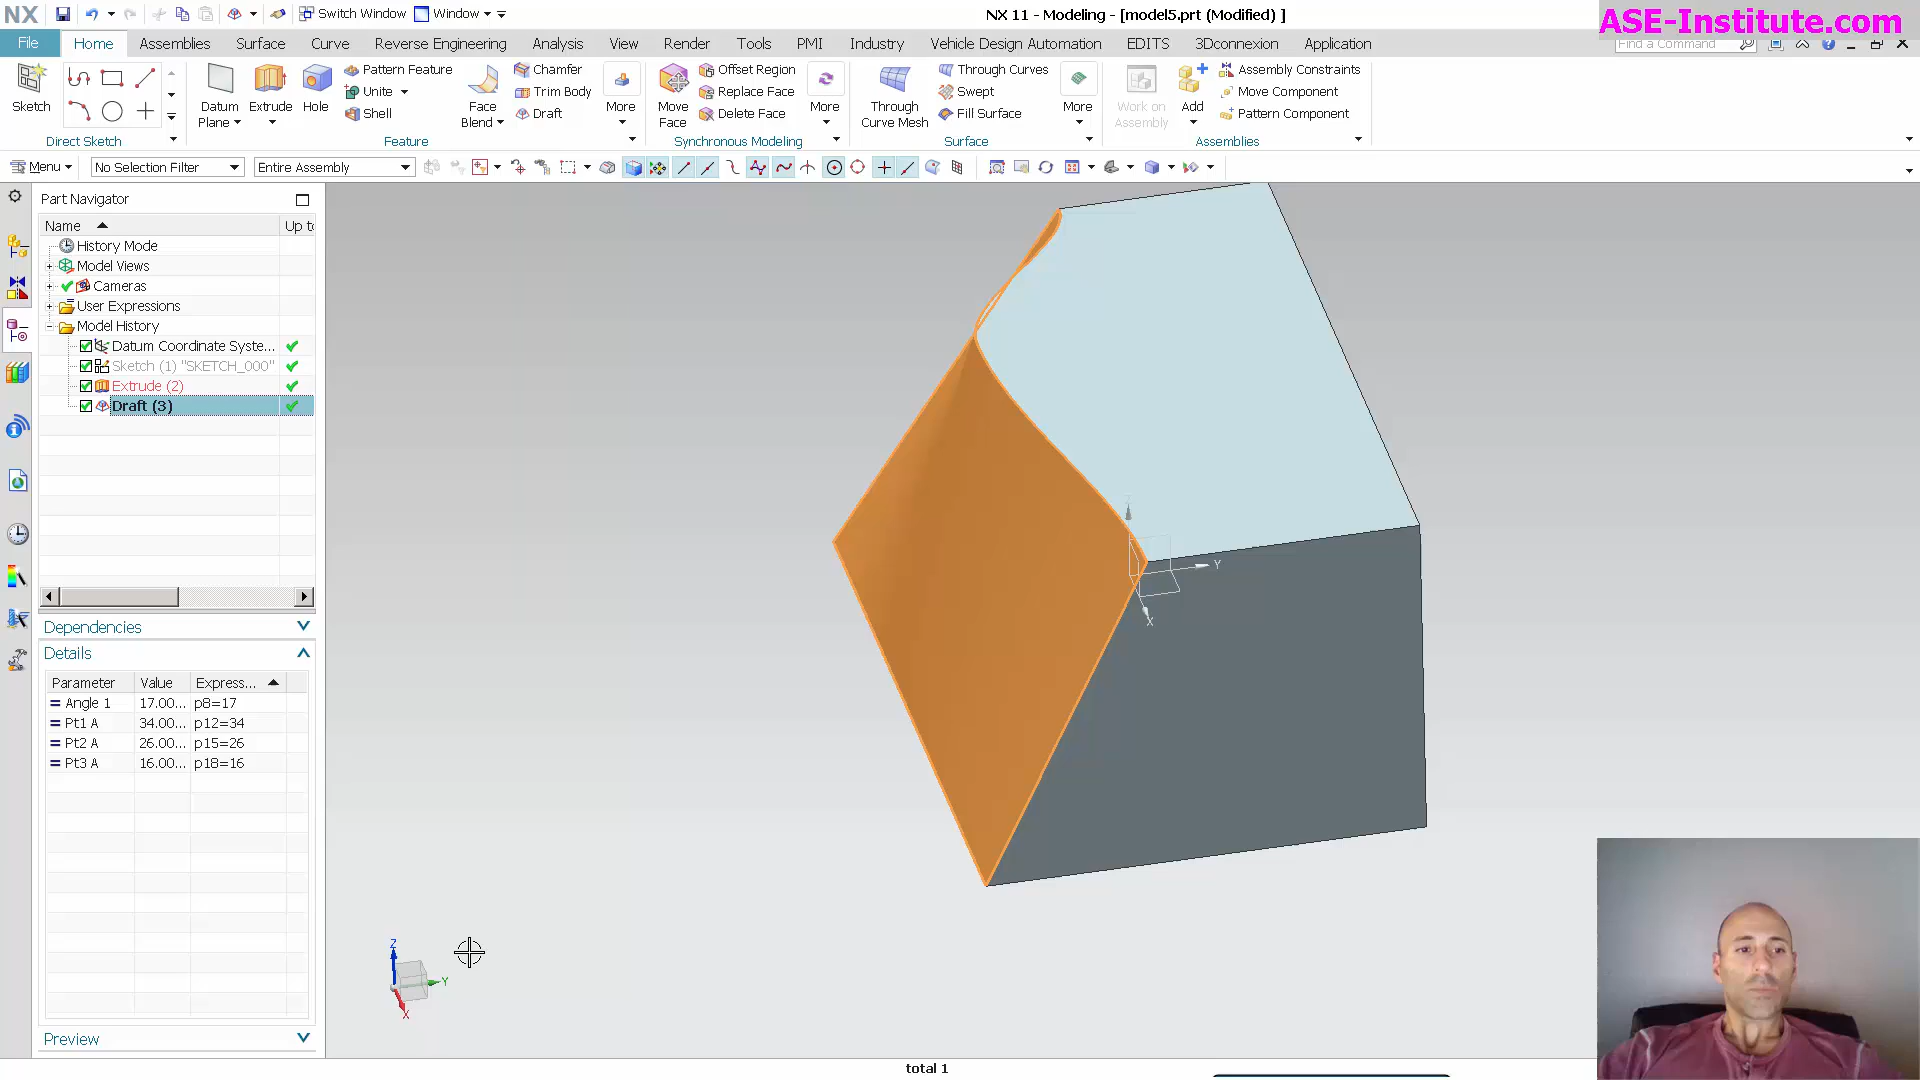 NX Switch Window Window NX 11 - Modeling - [model5.prt (Modified) ]
ASE-Institute.com
File Home Assemblies Surface Curve Reverse Engineering Analysis View Render Tools PMI Industry Vehicle Design Automation EDITS 3Dconnexion Application Find a Command
Sketch
Direct Sketch
Datum Plane
Extrude
Hole
Pattern Feature
Unite
Shell
Face Blend
Chamfer
Trim Body
Draft
More
Feature
Move Face
Offset Region
Replace Face
Delete Face
More
Synchronous Modeling
Through Curve Mesh
Through Curves
Swept
Fill Surface
More
Surface
Work on Assembly
Add
Assembly Constraints
Move Component
Pattern Component
Assemblies
Menu No Selection Filter Entire Assembly
Part Navigator
Name Up to
History Mode
Model Views
Cameras
User Expressions
Model History
Datum Coordinate Syste...
Sketch (1) "SKETCH_000"
Extrude (2)
Draft (3)
Dependencies
Details
Parameter Value Express...
Angle 1 17.00... p8=17
Pt1 A 34.00... p12=34
Pt2 A 26.00... p15=26
Pt3 A 16.00... p18=16
Preview
Z
Y
X
Z
Y
X
total 1